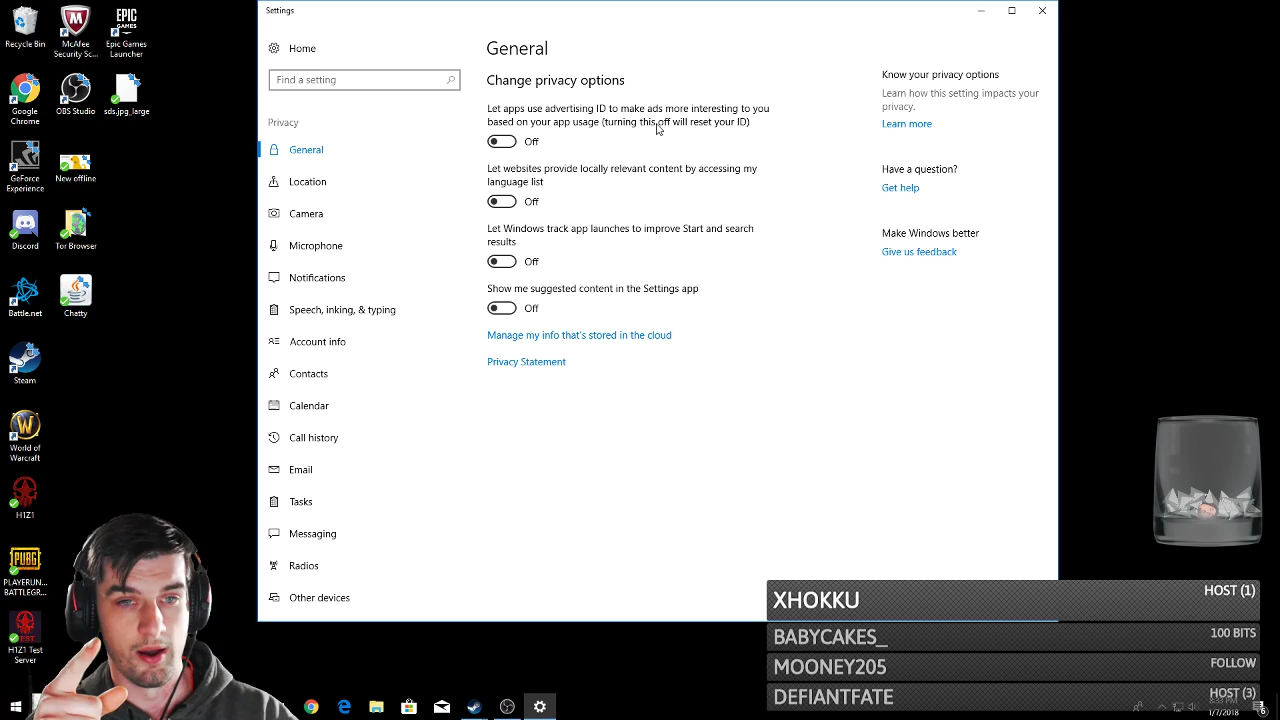 Recycle Bin
McAfee Security Sc...
Epic Games Launcher
Google Chrome
OBS Studio
sds.jpg_large
GeForce Experience
New offline
Discord
Tor Browser
Battle.net
Chatty
Steam
World of Warcraft
H1Z1
PUBG
PLAYERUN... BATTLEGR...
TEST
H1Z1 Test Server
Settings
Home
Find a setting
Privacy
General
Location
Camera
Microphone
Notifications
Speech, inking, & typing
Account info
Contacts
Calendar
Call history
Email
Tasks
Messaging
Radios
Other devices
General
Change privacy options
Let apps use advertising ID to make ads more interesting to you
based on your app usage (turning this off will reset your ID)
Off
Let websites provide locally relevant content by accessing my
language list
Off
Let Windows track app launches to improve Start and search
results
Off
Show me suggested content in the Settings app
Off
Manage my info that's stored in the cloud
Privacy Statement
Know your privacy options
Learn how this setting impacts your
privacy.
Learn more
Have a question?
Get help
Make Windows better
Give us feedback
XHOKKU HOST (1)
BABYCAKES_ 100 BITS
MOONEY205 FOLLOW
DEFIANTFATE HOST (3)
1/7/2018